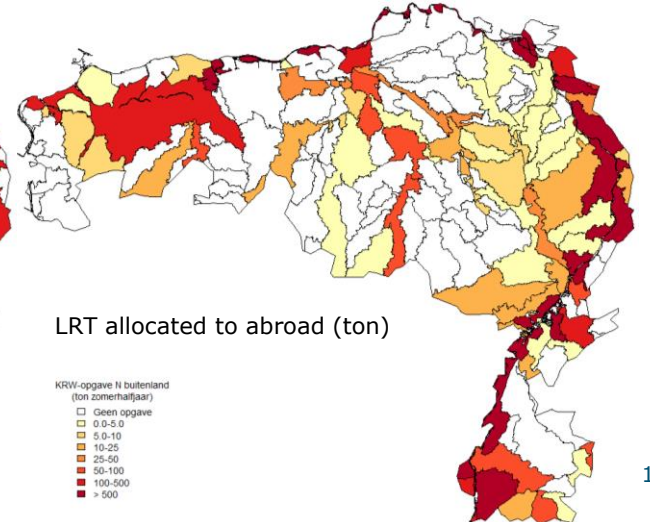 LRT allocated to abroad (ton)
KRW-opgave N buitenland
(ton zomerhalfjaar)
Geen opgave
0.0-5.0
5.0-10
10-25
25-50
50-100
100-500
> 500
1